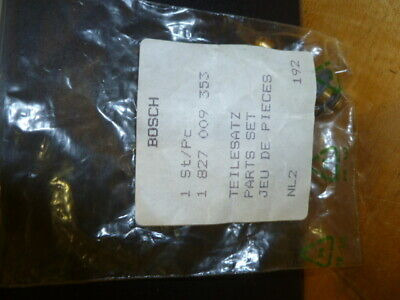 BOSCH
1 St/Pc
1 827 009 353
TEILESATZ
PARTS SET
JEU DE PIECES
NL2 192